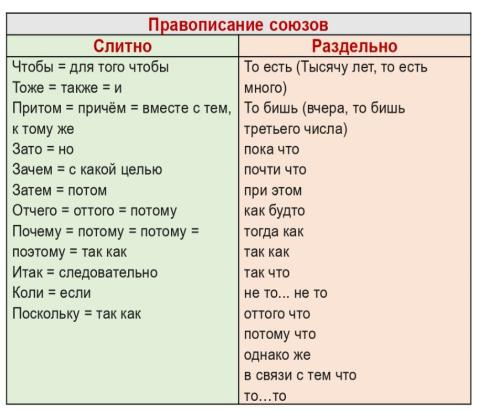 Правописание союзов
Слитно
Чтобы = для того чтобы
Тоже = также = и
Притом = причём = вместе с тем,
к тому же
Зато = но
Зачем = с какой целью
Затем = потом
Отчего = оттого = потому
Почему = потому = потому =
поэтому = так как
Итак = следовательно
Коли = если
Поскольку = так как
Раздельно
То есть (Тысячу лет, то есть
много)
То бишь (вчера, то бишь
третьего числа)
пока что
почти что
при этом
как будто
тогда как
так как
так что
не то... не то
оттого что
потому что
однако же
в связи с тем что
то…то